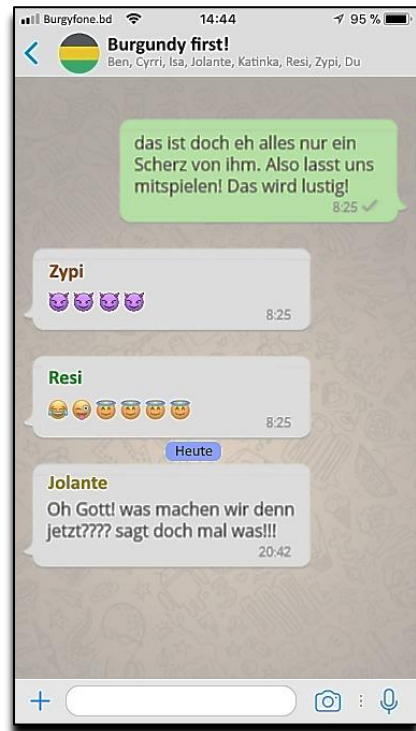 Burgyfone.bd 14:44 95 %
Burgundy first!
Ben, Cyrri, Isa, Jolante, Katinka, Resi, Zypi, Du
das ist doch eh alles nur ein
Scherz von ihm. Also lasst uns
mitspielen! Das wird lustig!
8:25
Zypi
😈😈😈😈
8:25
Resi
😂😜😇😇😇😇
8:25
Heute
Jolante
Oh Gott! was machen wir denn
jetzt???? sagt doch mal was!!!
20:42